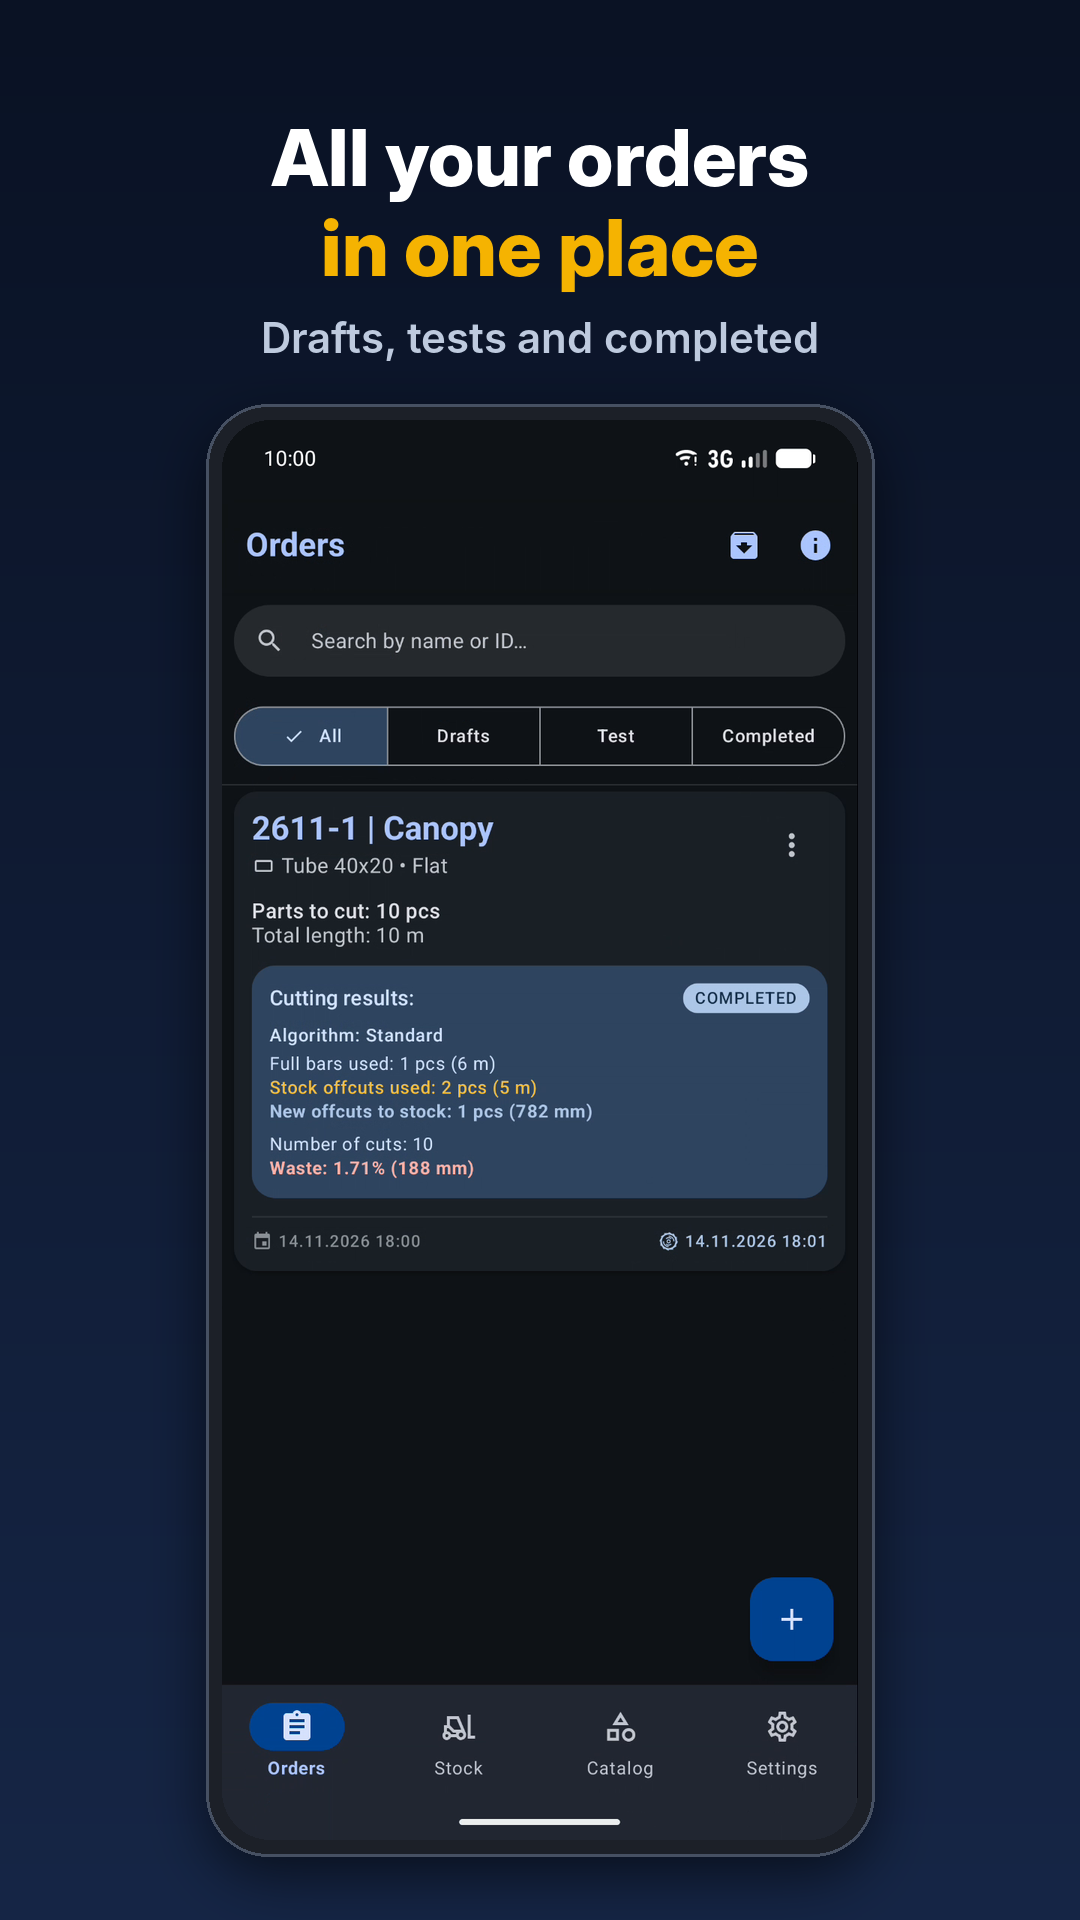 All your orders
in one place
Drafts, tests and completed
10:00 3G
Orders
Search by name or ID...
All Drafts Test Completed
2611-1 | Canopy
Tube 40x20 • Flat
Parts to cut: 10 pcs
Total length: 10 m
Cutting results: COMPLETED
Algorithm: Standard
Full bars used: 1 pcs (6 m)
Stock offcuts used: 2 pcs (5 m)
New offcuts to stock: 1 pcs (782 mm)
Number of cuts: 10
Waste: 1.71% (188 mm)
14.11.2026 18:00 14.11.2026 18:01
Orders Stock Catalog Settings